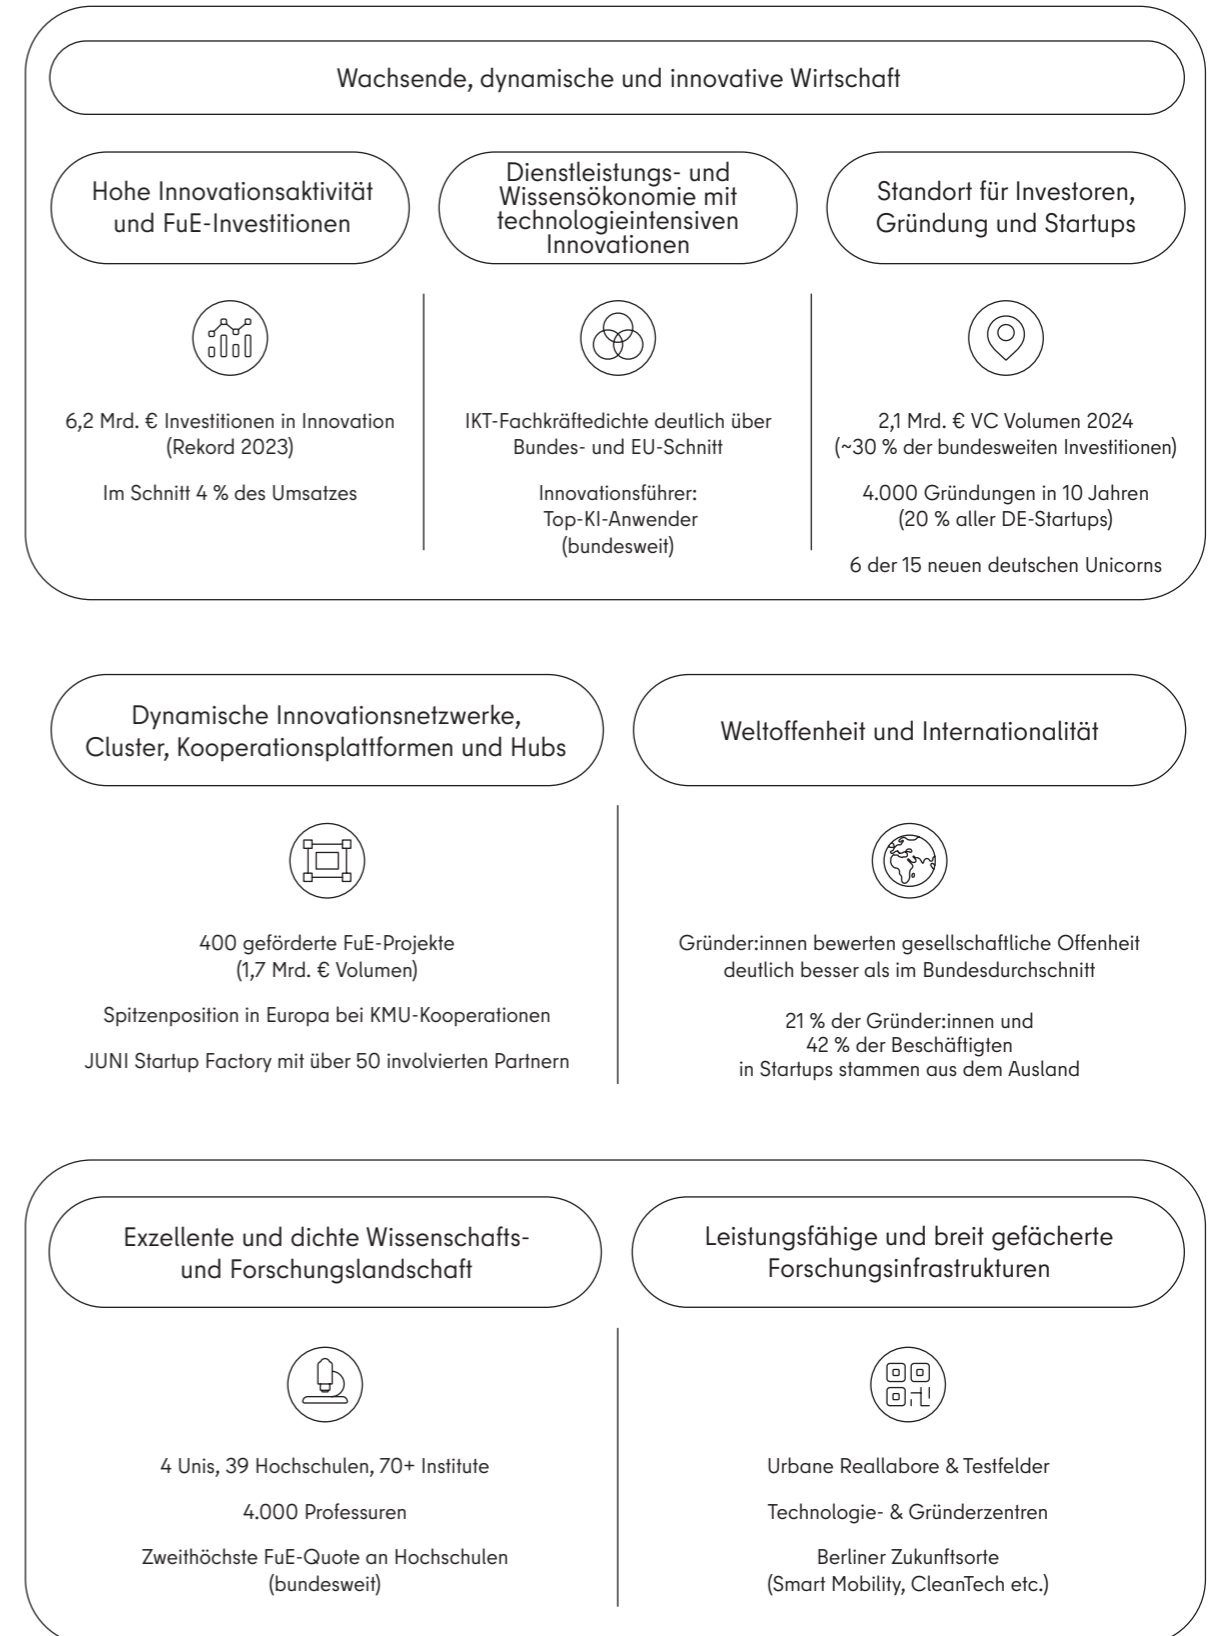 Wachsende, dynamische und innovative Wirtschaft
Hohe Innovationsaktivität
und FuE-Investitionen
6,2 Mrd. € Investitionen in Innovation
(Rekord 2023)
Im Schnitt 4 % des Umsatzes
Dienstleistungs- und
Wissensökonomie mit
technologieintensiven
Innovationen
IKT-Fachkräftedichte deutlich über
Bundes- und EU-Schnitt
Innovationsführer:
Top-KI-Anwender
(bundesweit)
Standort für Investoren,
Gründung und Startups
2,1 Mrd. € VC Volumen 2024
(~30 % der bundesweiten Investitionen)
4.000 Gründungen in 10 Jahren
(20 % aller DE-Startups)
6 der 15 neuen deutschen Unicorns
Dynamische Innovationsnetzwerke,
Cluster, Kooperationsplattformen und Hubs
400 geförderte FuE-Projekte
(1,7 Mrd. € Volumen)
Spitzenposition in Europa bei KMU-Kooperationen
JUNI Startup Factory mit über 50 involvierten Partnern
Weltoffenheit und Internationalität
Gründer:innen bewerten gesellschaftliche Offenheit
deutlich besser als im Bundesdurchschnitt
21 % der Gründer:innen und
42 % der Beschäftigten
in Startups stammen aus dem Ausland
Exzellente und dichte Wissenschafts-
und Forschungslandschaft
4 Unis, 39 Hochschulen, 70+ Institute
4.000 Professuren
Zweithöchste FuE-Quote an Hochschulen
(bundesweit)
Leistungsfähige und breit gefächerte
Forschungsinfrastrukturen
Urbane Reallabore & Testfelder
Technologie- & Gründerzentren
Berliner Zukunftsorte
(Smart Mobility, CleanTech etc.)